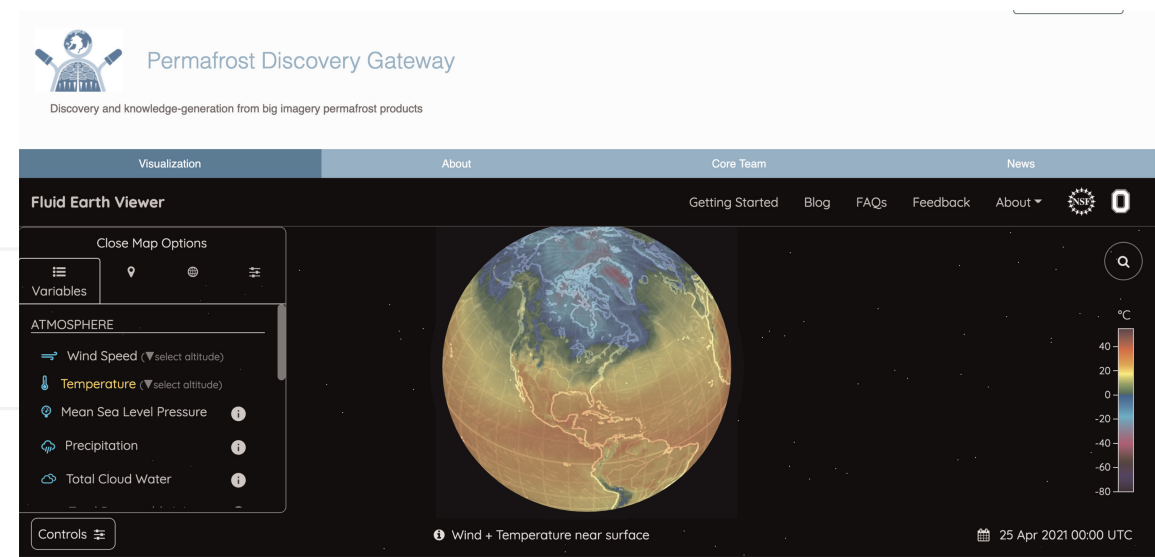 Permafrost Discovery Gateway
Discovery and knowledge-generation from big imagery permafrost products
Visualization About Core Team News
Fluid Earth Viewer Getting Started Blog FAQs Feedback About NSF
Close Map Options
Variables
ATMOSPHERE
Wind Speed (▼select altitude)
Temperature (▼select altitude)
Mean Sea Level Pressure
Precipitation
Total Cloud Water
°C
40
20
0
-20
-40
-60
-80
Controls
Wind + Temperature near surface
25 Apr 2021 00:00 UTC